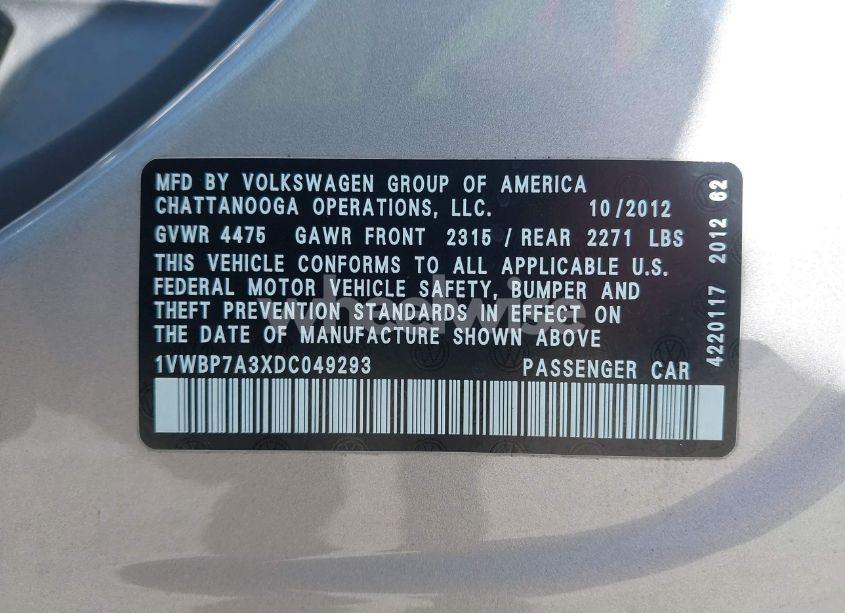 MFD BY VOLKSWAGEN GROUP OF AMERICA
CHATTANOOGA OPERATIONS, LLC. 10/2012
GVWR 4475 GAWR FRONT 2315 / REAR 2271 LBS
THIS VEHICLE CONFORMS TO ALL APPLICABLE U.S.
FEDERAL MOTOR VEHICLE SAFETY, BUMPER AND
THEFT PREVENTION STANDARDS IN EFFECT ON
THE DATE OF MANUFACTURE SHOWN ABOVE
1VWBP7A3XDC049293 PASSENGER CAR
4220117 2012 62
wheelwise